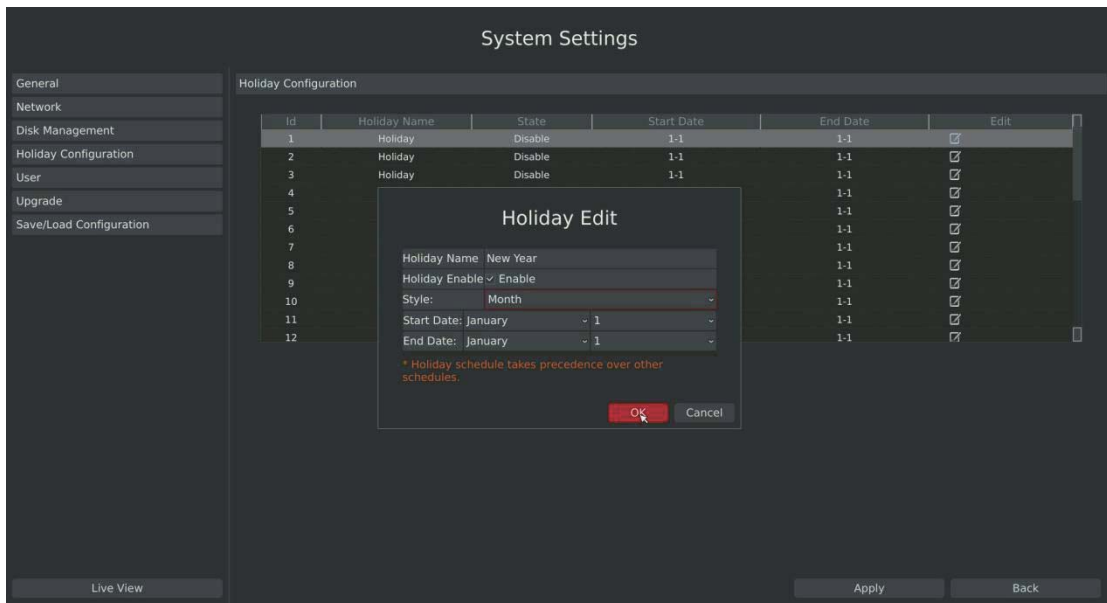 System Settings
General
Network
Disk Management
Holiday Configuration
User
Upgrade
Save/Load Configuration
Live View
Holiday Configuration
Id Holiday Name State Start Date End Date Edit
1 Holiday Disable 1-1 1-1
2 Holiday Disable 1-1 1-1
3 Holiday Disable 1-1 1-1
4 1-1
5 1-1
6 1-1
7 1-1
8 1-1
9 1-1
10 1-1
11 1-1
12 1-1
Holiday Edit
Holiday Name New Year
Holiday Enable Enable
Style: Month
Start Date: January 1
End Date: January 1
* Holiday schedule takes precedence over other
schedules.
OK Cancel
Apply Back